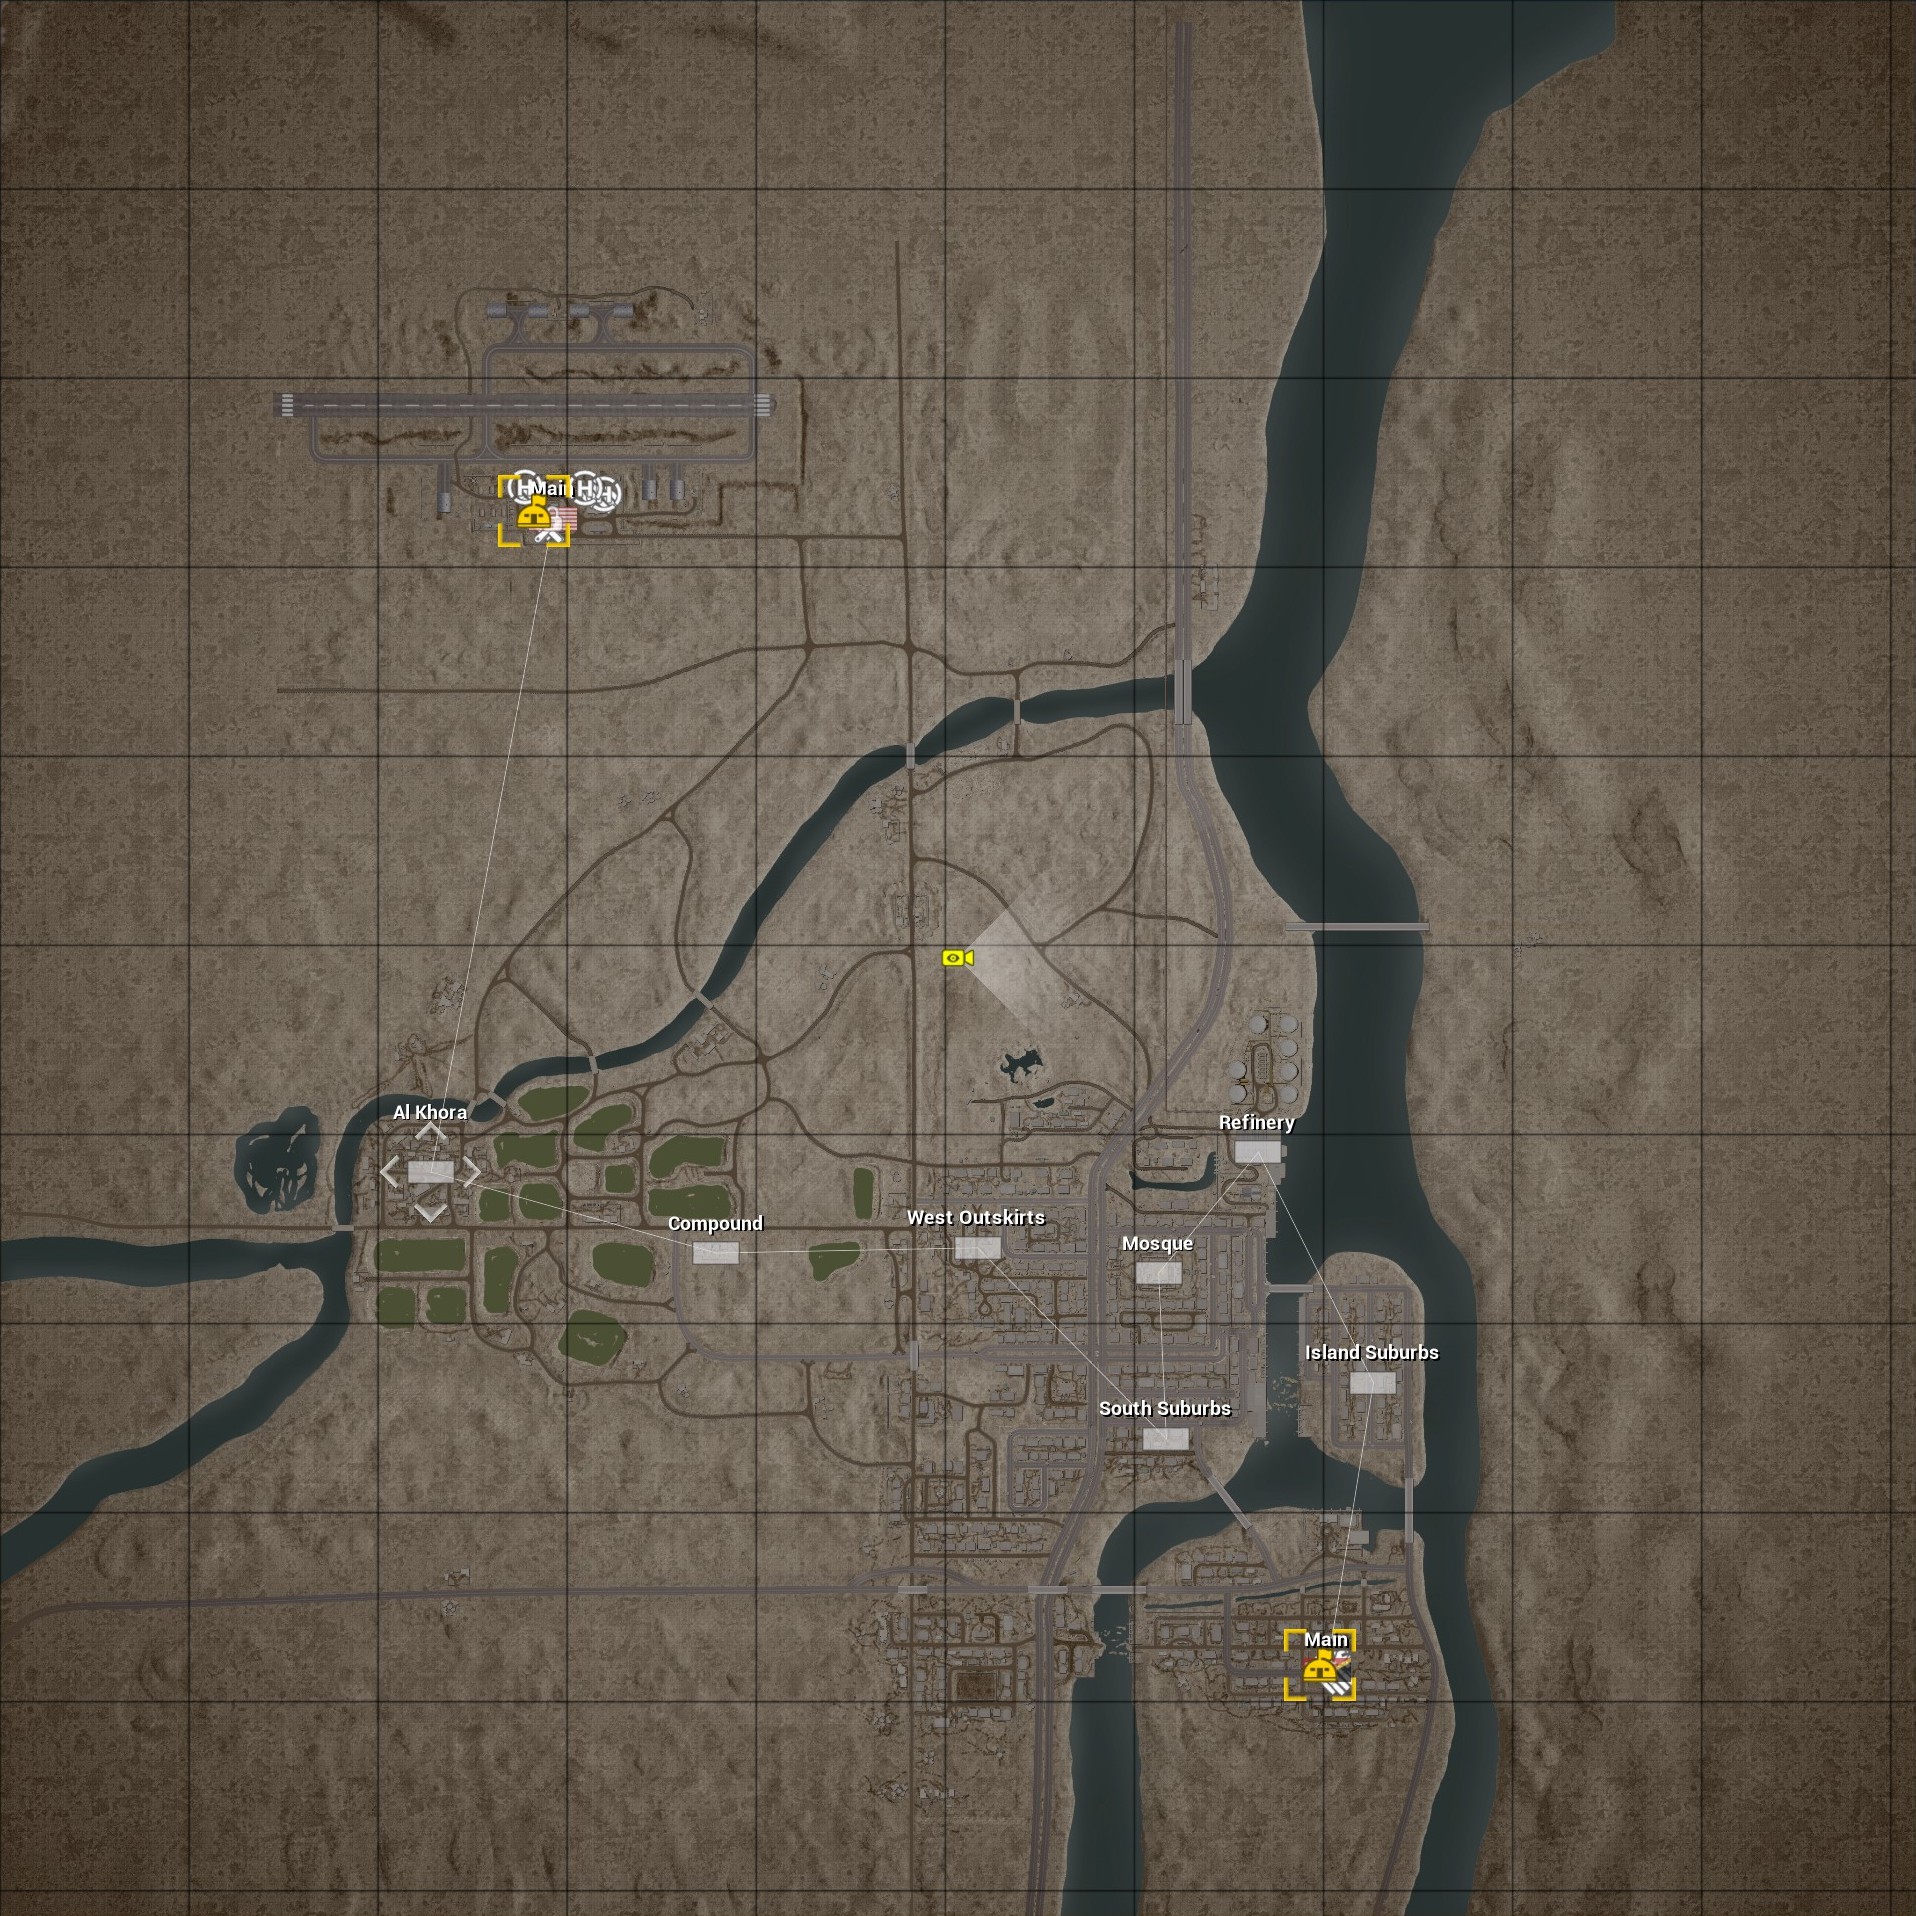 Main
Al Khora
Refinery
Compound
West Outskirts
Mosque
Island Suburbs
South Suburbs
Main